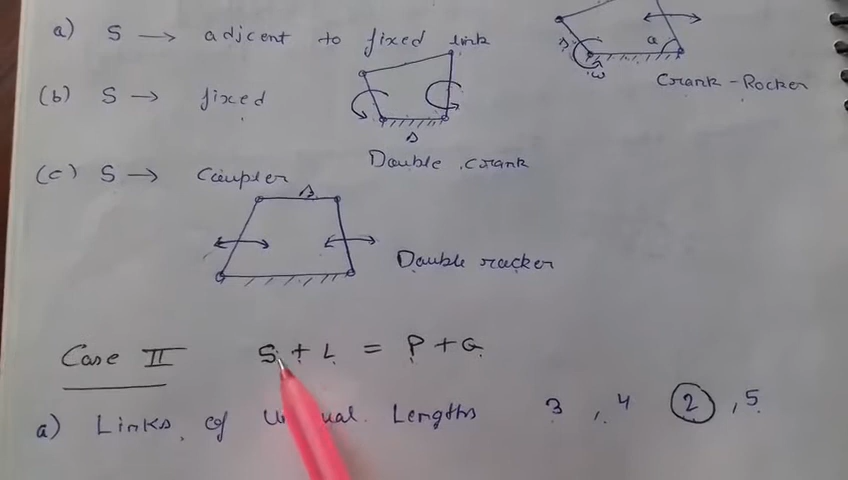 a) S → adjcent to fixed link
Crank-Rocker
(b) S → fixed
Double crank
(c) S → Coupler
Double rocker
Case II S + L = P + Q
a) Links of Lengths 3, 4 2, 5